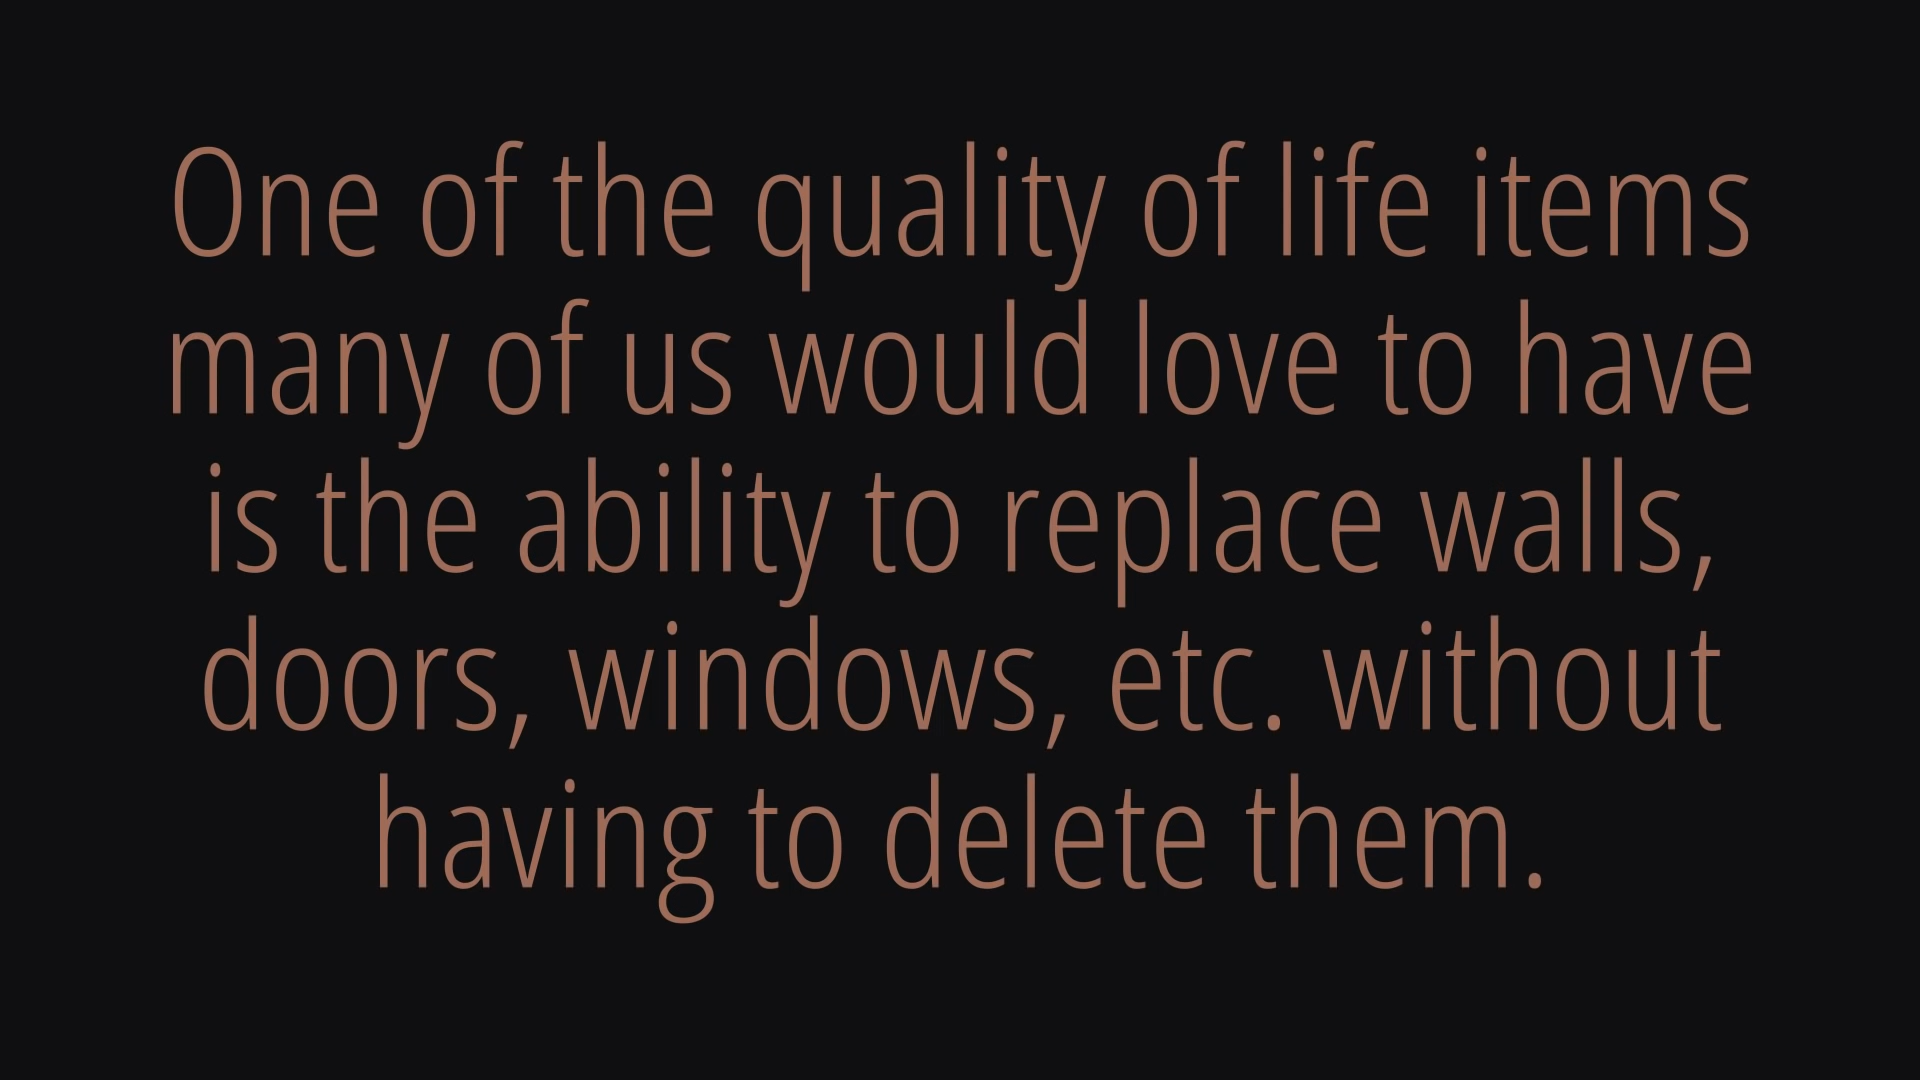 One of the quality of life items
many of us would love to have
is the ability to replace walls,
doors, windows, etc. without
having to delete them.